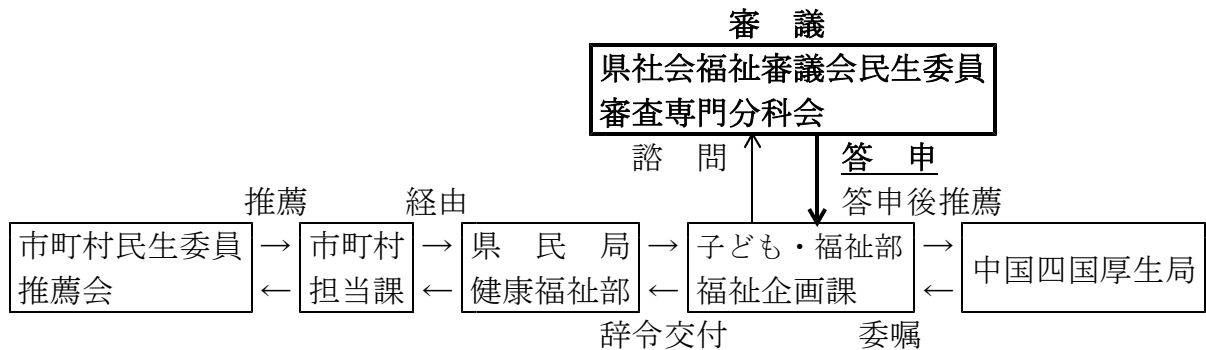 審 議
県社会福祉審議会民生委員
審査専門分科会
諮 問
答 申
推薦
経由
答申後推薦
市町村民生委員
推薦会
→
←
市町村
担当課
→
←
県 民 局
健康福祉部
→
←
子ども・福祉部
福祉企画課
→
←
中国四国厚生局
辞令交付
委嘱